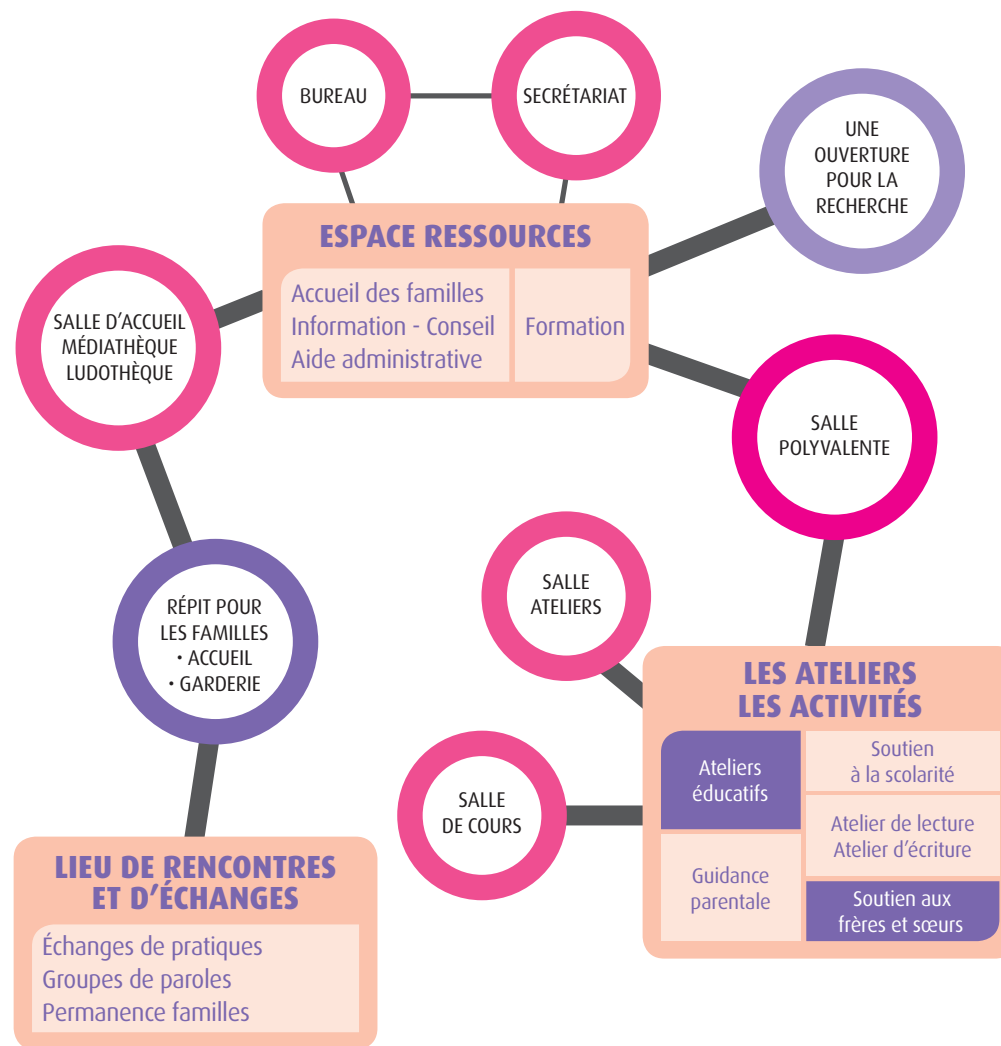 BUREAU
SECRÉTARIAT
UNE
OUVERTURE
POUR LA
RECHERCHE
ESPACE RESSOURCES
Accueil des familles
Information - Conseil
Aide administrative
Formation
SALLE D'ACCUEIL
MÉDIATHÈQUE
LUDOTHÈQUE
SALLE
POLYVALENTE
SALLE
ATELIERS
RÉPIT POUR
LES FAMILLES
• ACCUEIL
• GARDERIE
LES ATELIERS
LES ACTIVITÉS
Ateliers
éducatifs
Soutien
à la scolarité
Atelier de lecture
Atelier d'écriture
Guidance
parentale
Soutien aux
frères et sœurs
SALLE
DE COURS
LIEU DE RENCONTRES
ET D'ÉCHANGES
Échanges de pratiques
Groupes de paroles
Permanence familles